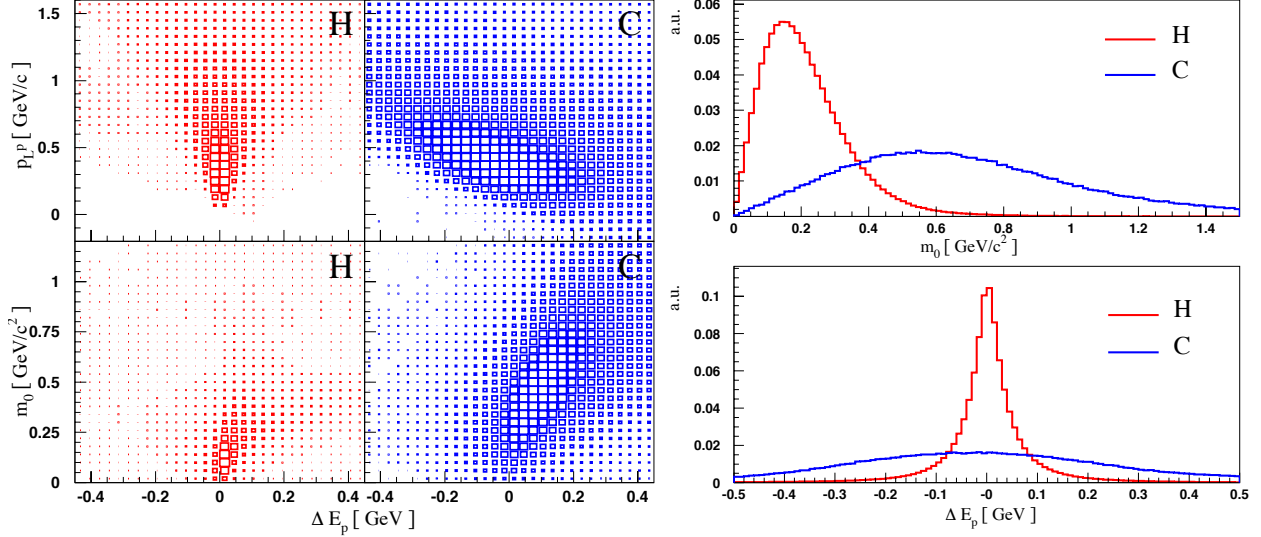 H
C
1.5
1
0.5
0
p_L^p [ GeV/c]
H
C
1
0.75
0.5
0.25
0
m_0 [ GeV/c^2]
-0.4 -0.2 0 0.2 0.4
-0.4 -0.2 0 0.2 0.4
Δ E_p [ GeV]
a.u.
0.06
0.05
0.04
0.03
0.02
0.01
0
H
C
0 0.2 0.4 0.6 0.8 1 1.2 1.4
m_0 [ GeV/c^2]
a.u.
0.1
0.08
0.06
0.04
0.02
0
H
C
-0.5 -0.4 -0.3 -0.2 -0.1 -0 0.1 0.2 0.3 0.4 0.5
Δ E_p [ GeV]